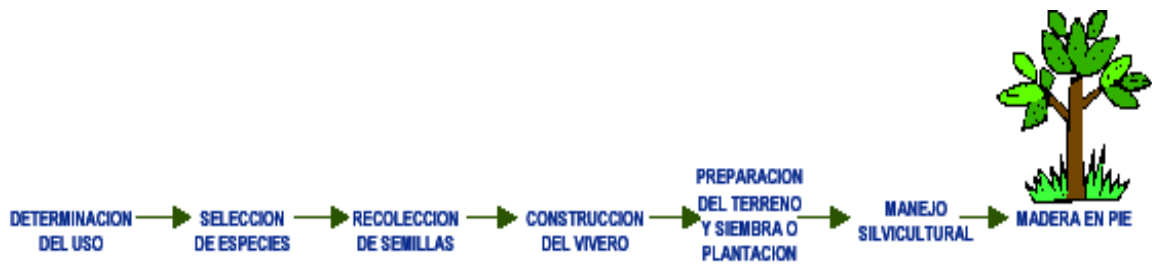 DETERMINACION
DEL USO
SELECCION
DE ESPECIES
RECOLECCION
DE SEMILLAS
CONSTRUCCION
DEL VIVERO
PREPARACION
DEL TERRENO
Y SIEMBRA O
PLANTACION
MANEJO
SILVICULTURAL
MADERA EN PIE